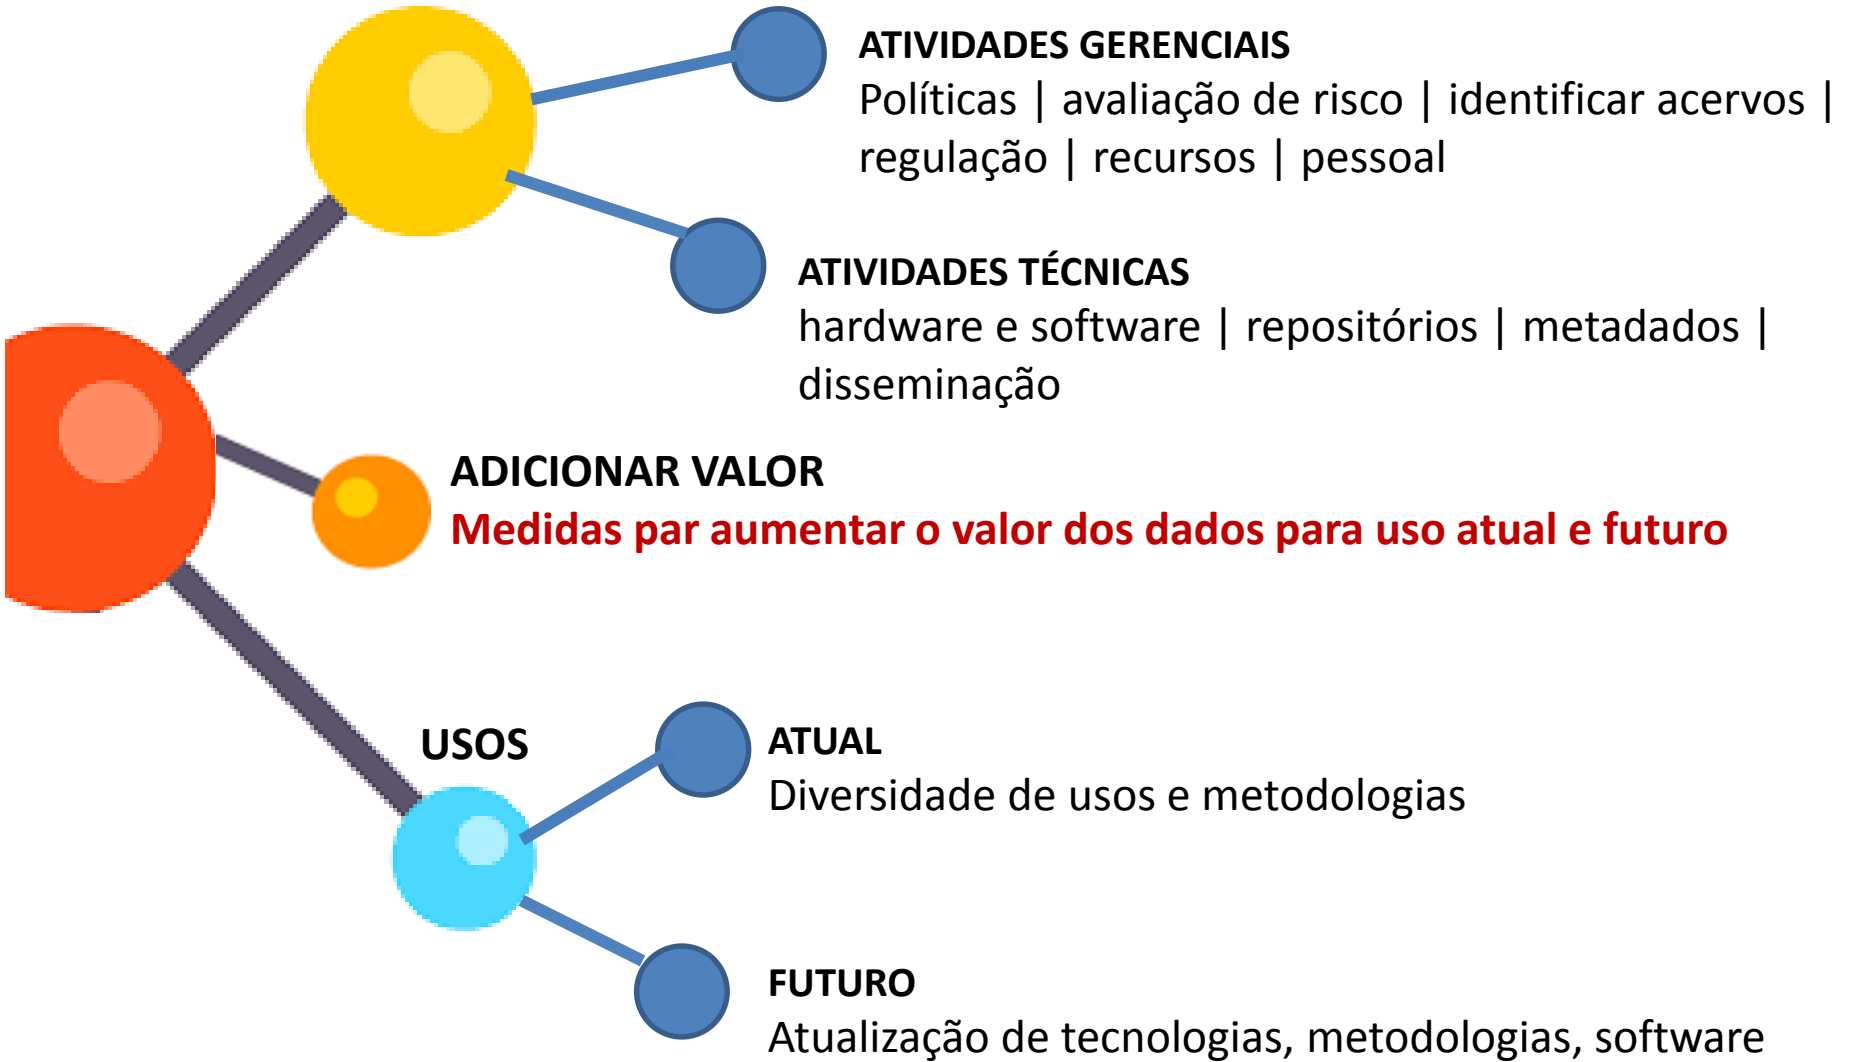 ATIVIDADES GERENCIAIS
Políticas | avaliação de risco | identificar acervos |
regulação | recursos | pessoal
ATIVIDADES TÉCNICAS
hardware e software | repositórios | metadados |
disseminação
ADICIONAR VALOR
Medidas par aumentar o valor dos dados para uso atual e futuro
USOS
ATUAL
Diversidade de usos e metodologias
FUTURO
Atualização de tecnologias, metodologias, software